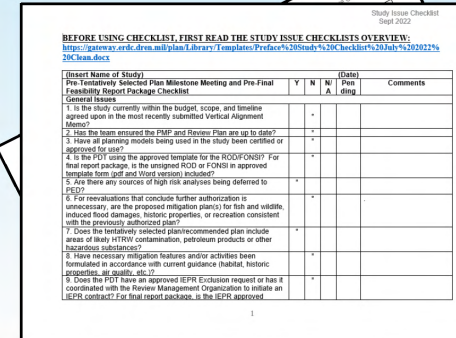 Study Issue Checklist
Sept 2022
BEFORE USING CHECKLIST, FIRST READ THE STUDY ISSUE CHECKLISTS OVERVIEW:
https://gateway.erdc.dren.mil/plan/Library/Templates/Preface%20Study%20Checklist%20July%202022%
20Clean.docx
(Insert Name of Study) (Date)
Pre-Tentatively Selected Plan Milestone Meeting and Pre-Final Y N N/ Pen Comments
Feasibility Report Package Checklist A ding
General Issues
1. Is the study currently within the budget, scope, and timeline
agreed upon in the most recently submitted Vertical Alignment *
Memo?
2. Has the team ensured the PMP and Review Plan are up to date? *
3. Have all planning models being used in the study been certified or *
approved for use?
4. Is the PDT using the approved template for the ROD/FONSI? For *
final report package, is the unsigned ROD or FONSI in approved
template form (pdf and Word version) included?
5. Are there any sources of high risk analyses being deferred to *
PED?
6. For reevaluations that conclude further authorization is *
unnecessary, are the proposed mitigation plan(s) for fish and wildlife,
induced flood damages, historic properties, or recreation consistent
with the previously authorized plan?
7. Does the tentatively selected plan/recommended plan include *
areas of likely HTRW contamination, petroleum products or other
hazardous substances?
8. Have necessary mitigation features and/or activities been *
formulated in accordance with current guidance (habitat, historic
properties, air quality, etc.)?
9. Does the PDT have an approved IEPR Exclusion request or has it *
coordinated with the Review Management Organization to initiate an
IEPR contract? For final report package, is the IEPR approved
1